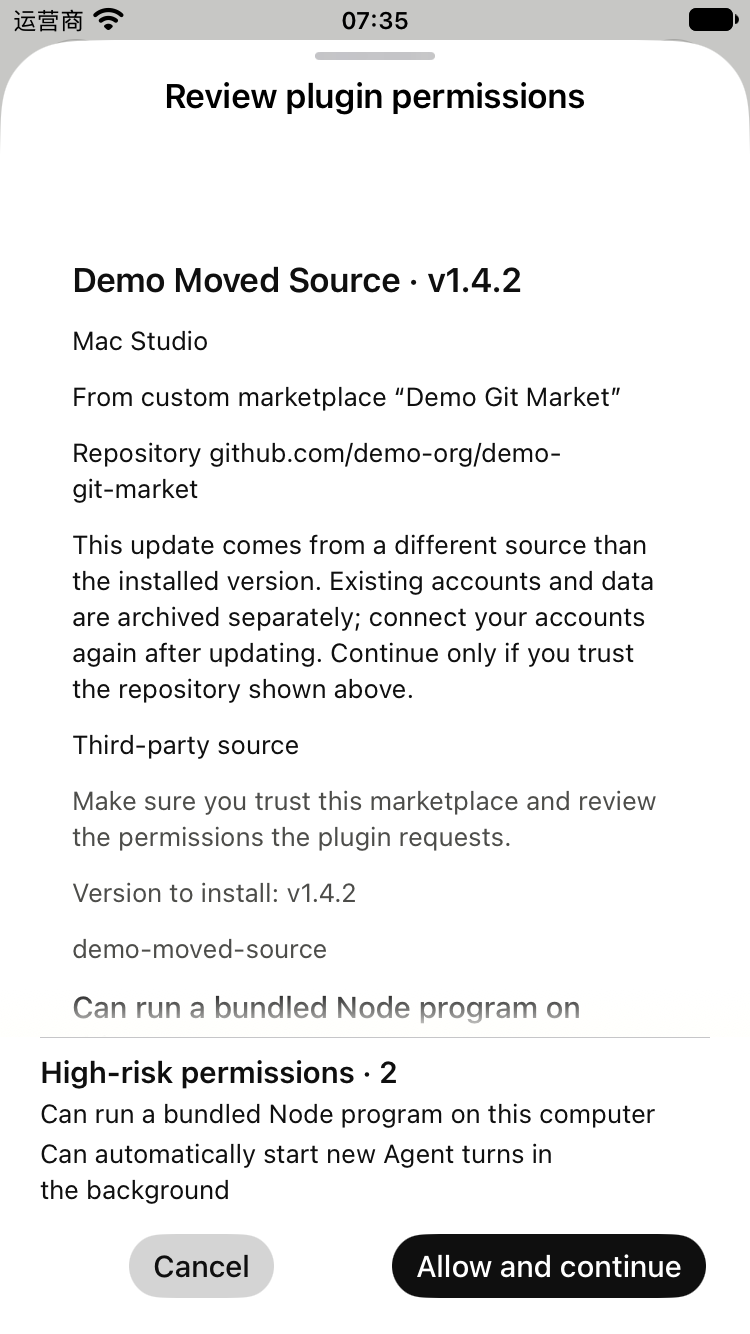 运营商
07:35
Review plugin permissions
Demo Moved Source · v1.4.2
Mac Studio
From custom marketplace “Demo Git Market”
Repository github.com/demo-org/demo-
git-market
This update comes from a different source than
the installed version. Existing accounts and data
are archived separately; connect your accounts
again after updating. Continue only if you trust
the repository shown above.
Third-party source
Make sure you trust this marketplace and review
the permissions the plugin requests.
Version to install: v1.4.2
demo-moved-source
Can run a bundled Node program on
High-risk permissions · 2
Can run a bundled Node program on this computer
Can automatically start new Agent turns in
the background
Cancel
Allow and continue